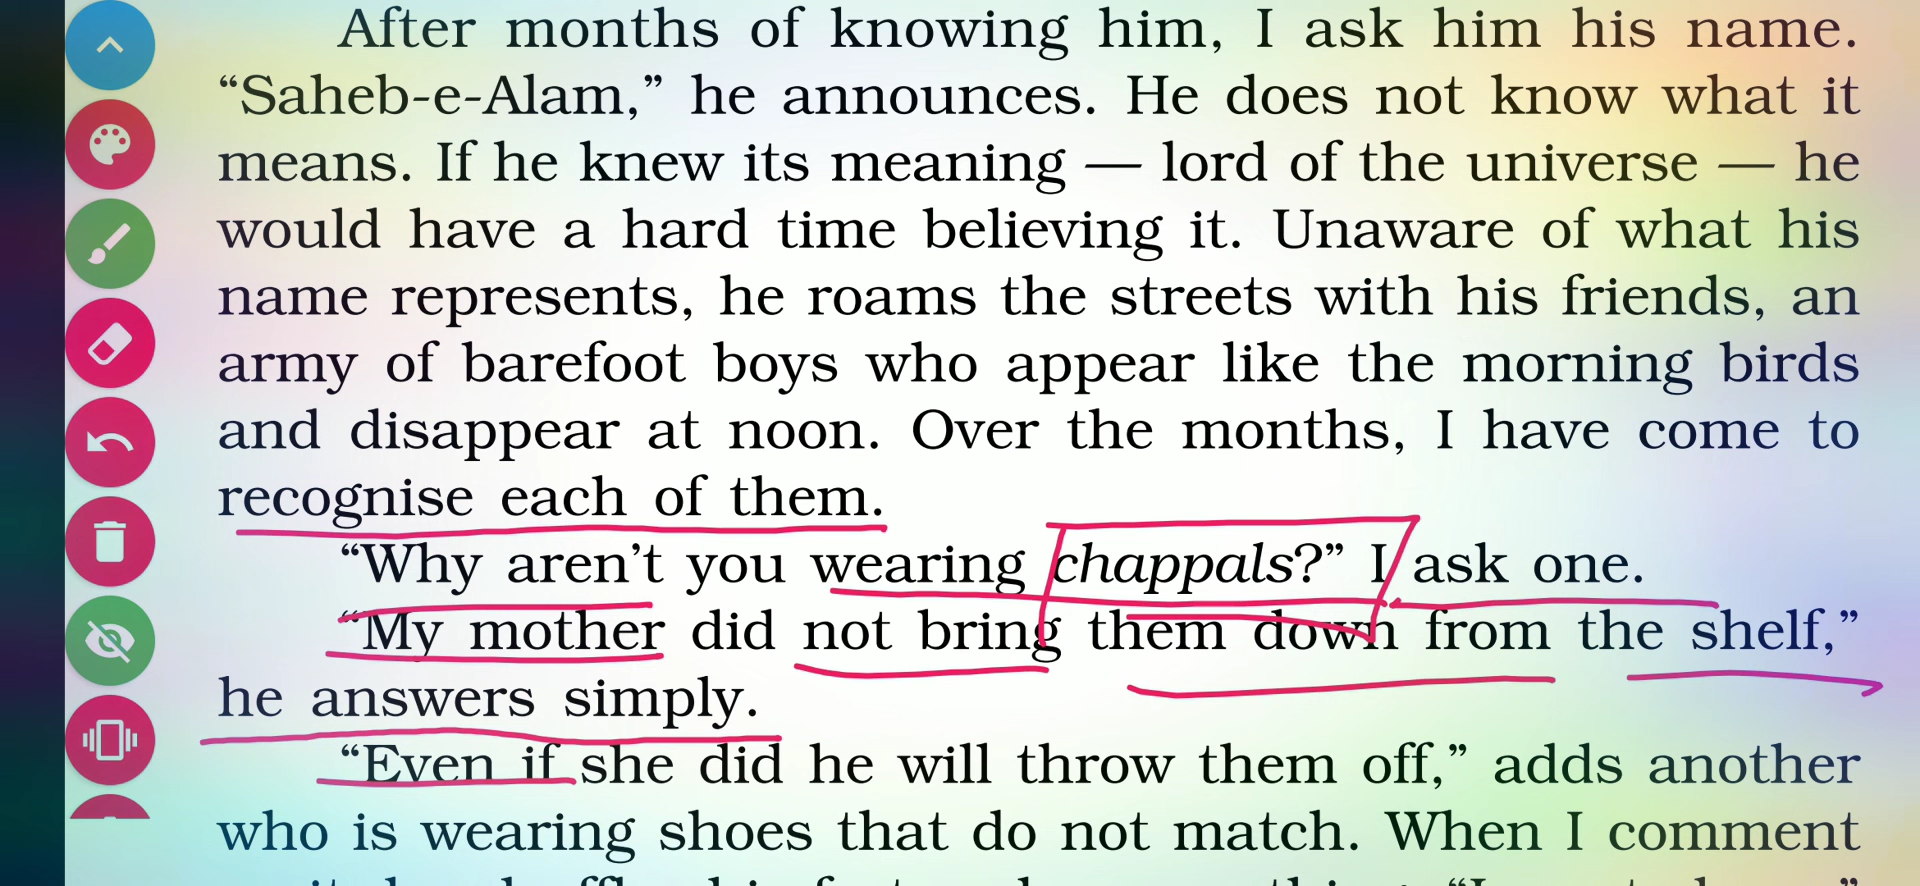 After months of knowing him, I ask him his name.
“Saheb-e-Alam,” he announces. He does not know what it
means. If he knew its meaning — lord of the universe — he
would have a hard time believing it. Unaware of what his
name represents, he roams the streets with his friends, an
army of barefoot boys who appear like the morning birds
and disappear at noon. Over the months, I have come to
recognise each of them.
“Why aren’t you wearing chappals?” I ask one.
“My mother did not bring them down from the shelf,”
he answers simply.
“Even if she did he will throw them off,” adds another
who is wearing shoes that do not match. When I comment